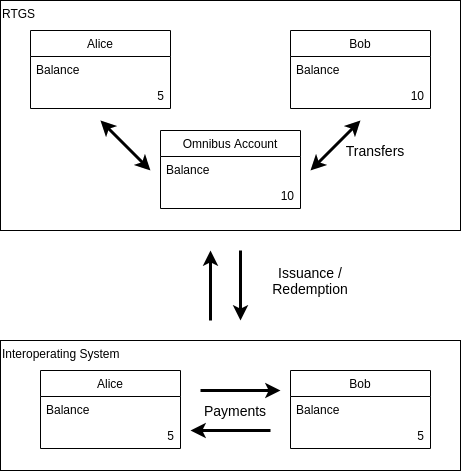 RTGS
Alice
Balance
5
Bob
Balance
10
Omnibus Account
Balance
10
Transfers
Issuance /
Redemption
Interoperating System
Alice
Balance
5
Payments
Bob
Balance
5